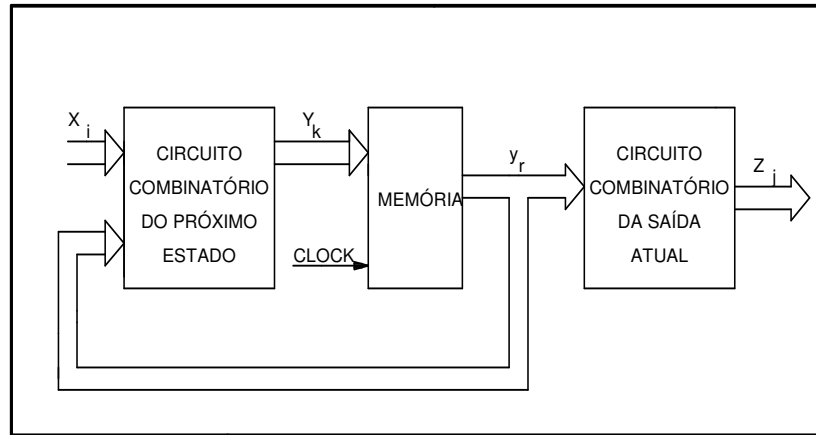 X i
CIRCUITO
COMBINATÓRIO
DO PRÓXIMO
ESTADO
Y k
CLOCK
MEMÓRIA
y r
CIRCUITO
COMBINATÓRIO
DA SAÍDA
ATUAL
Z j